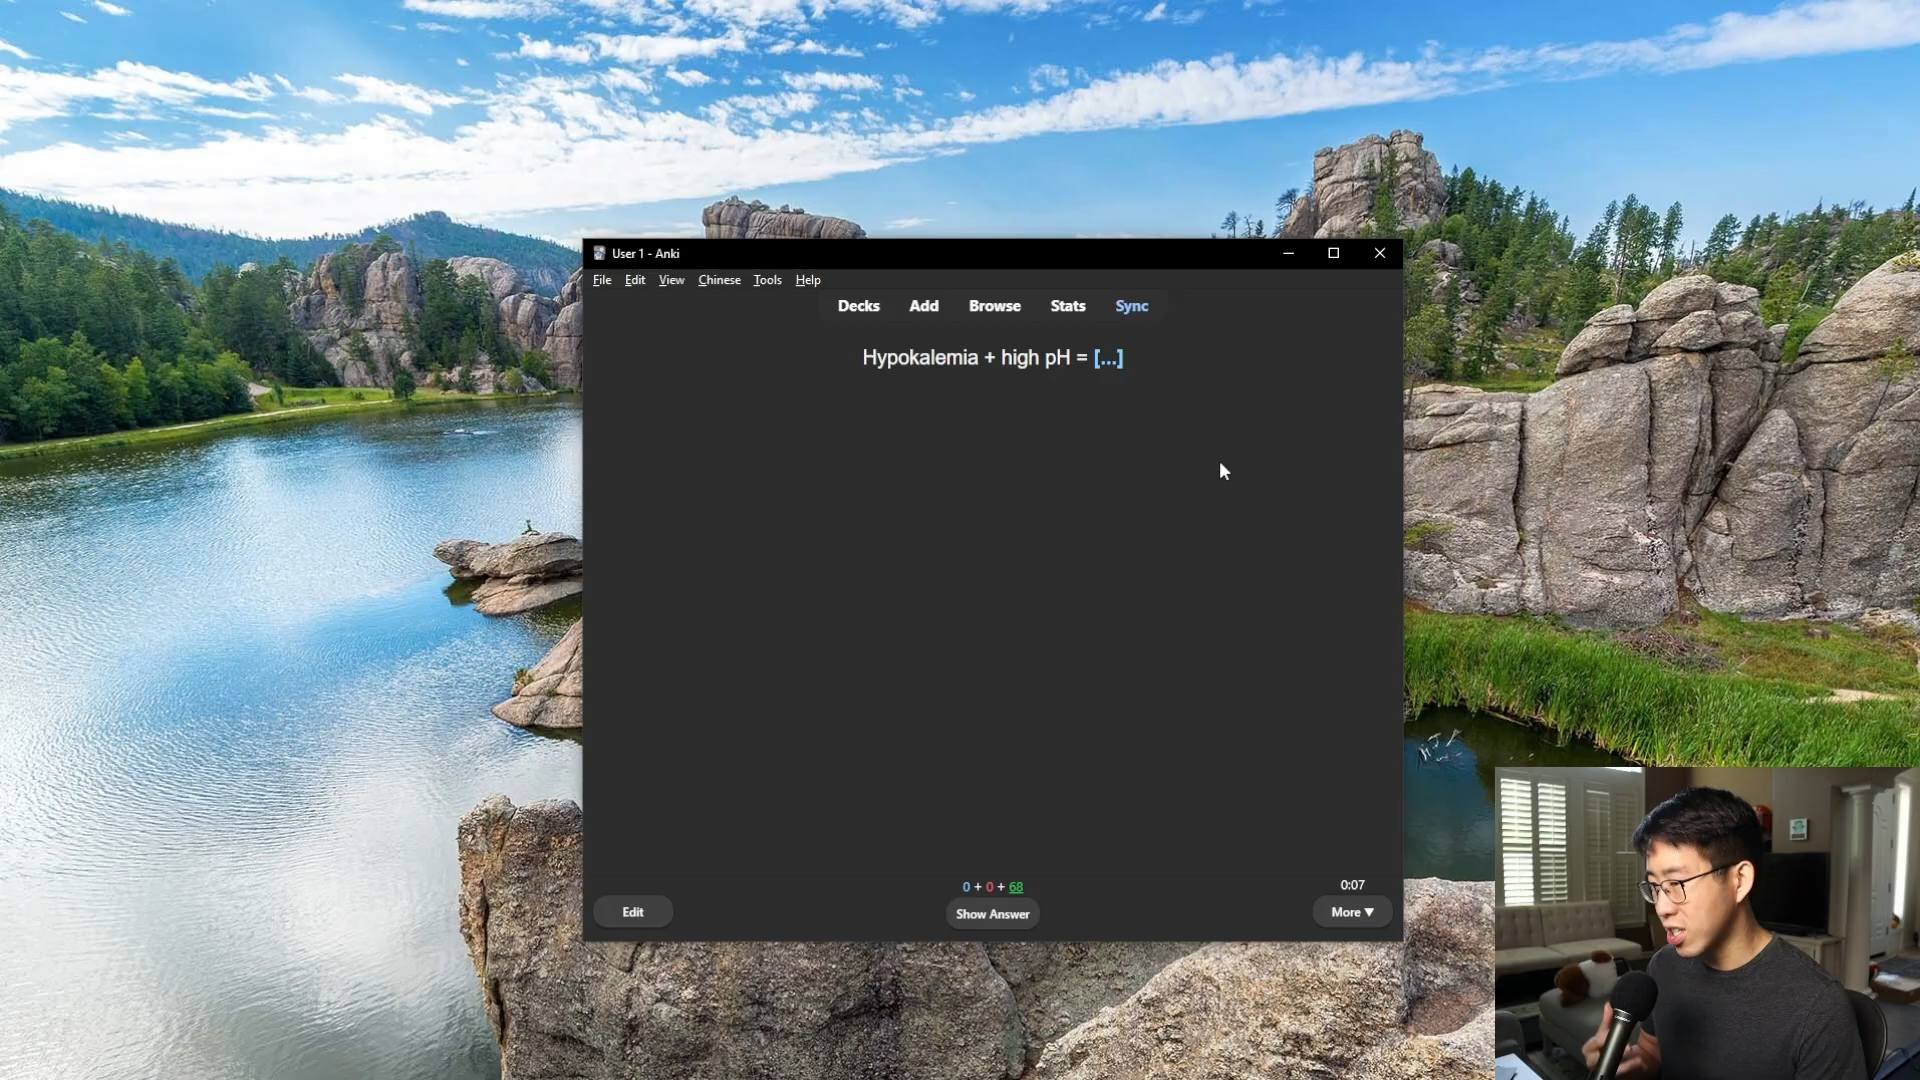 User 1 - Anki
File Edit View Chinese Tools Help
Decks Add Browse Stats Sync
Hypokalemia + high pH = [...]
0 + 0 + 68
0:07
Edit
Show Answer
More ▼